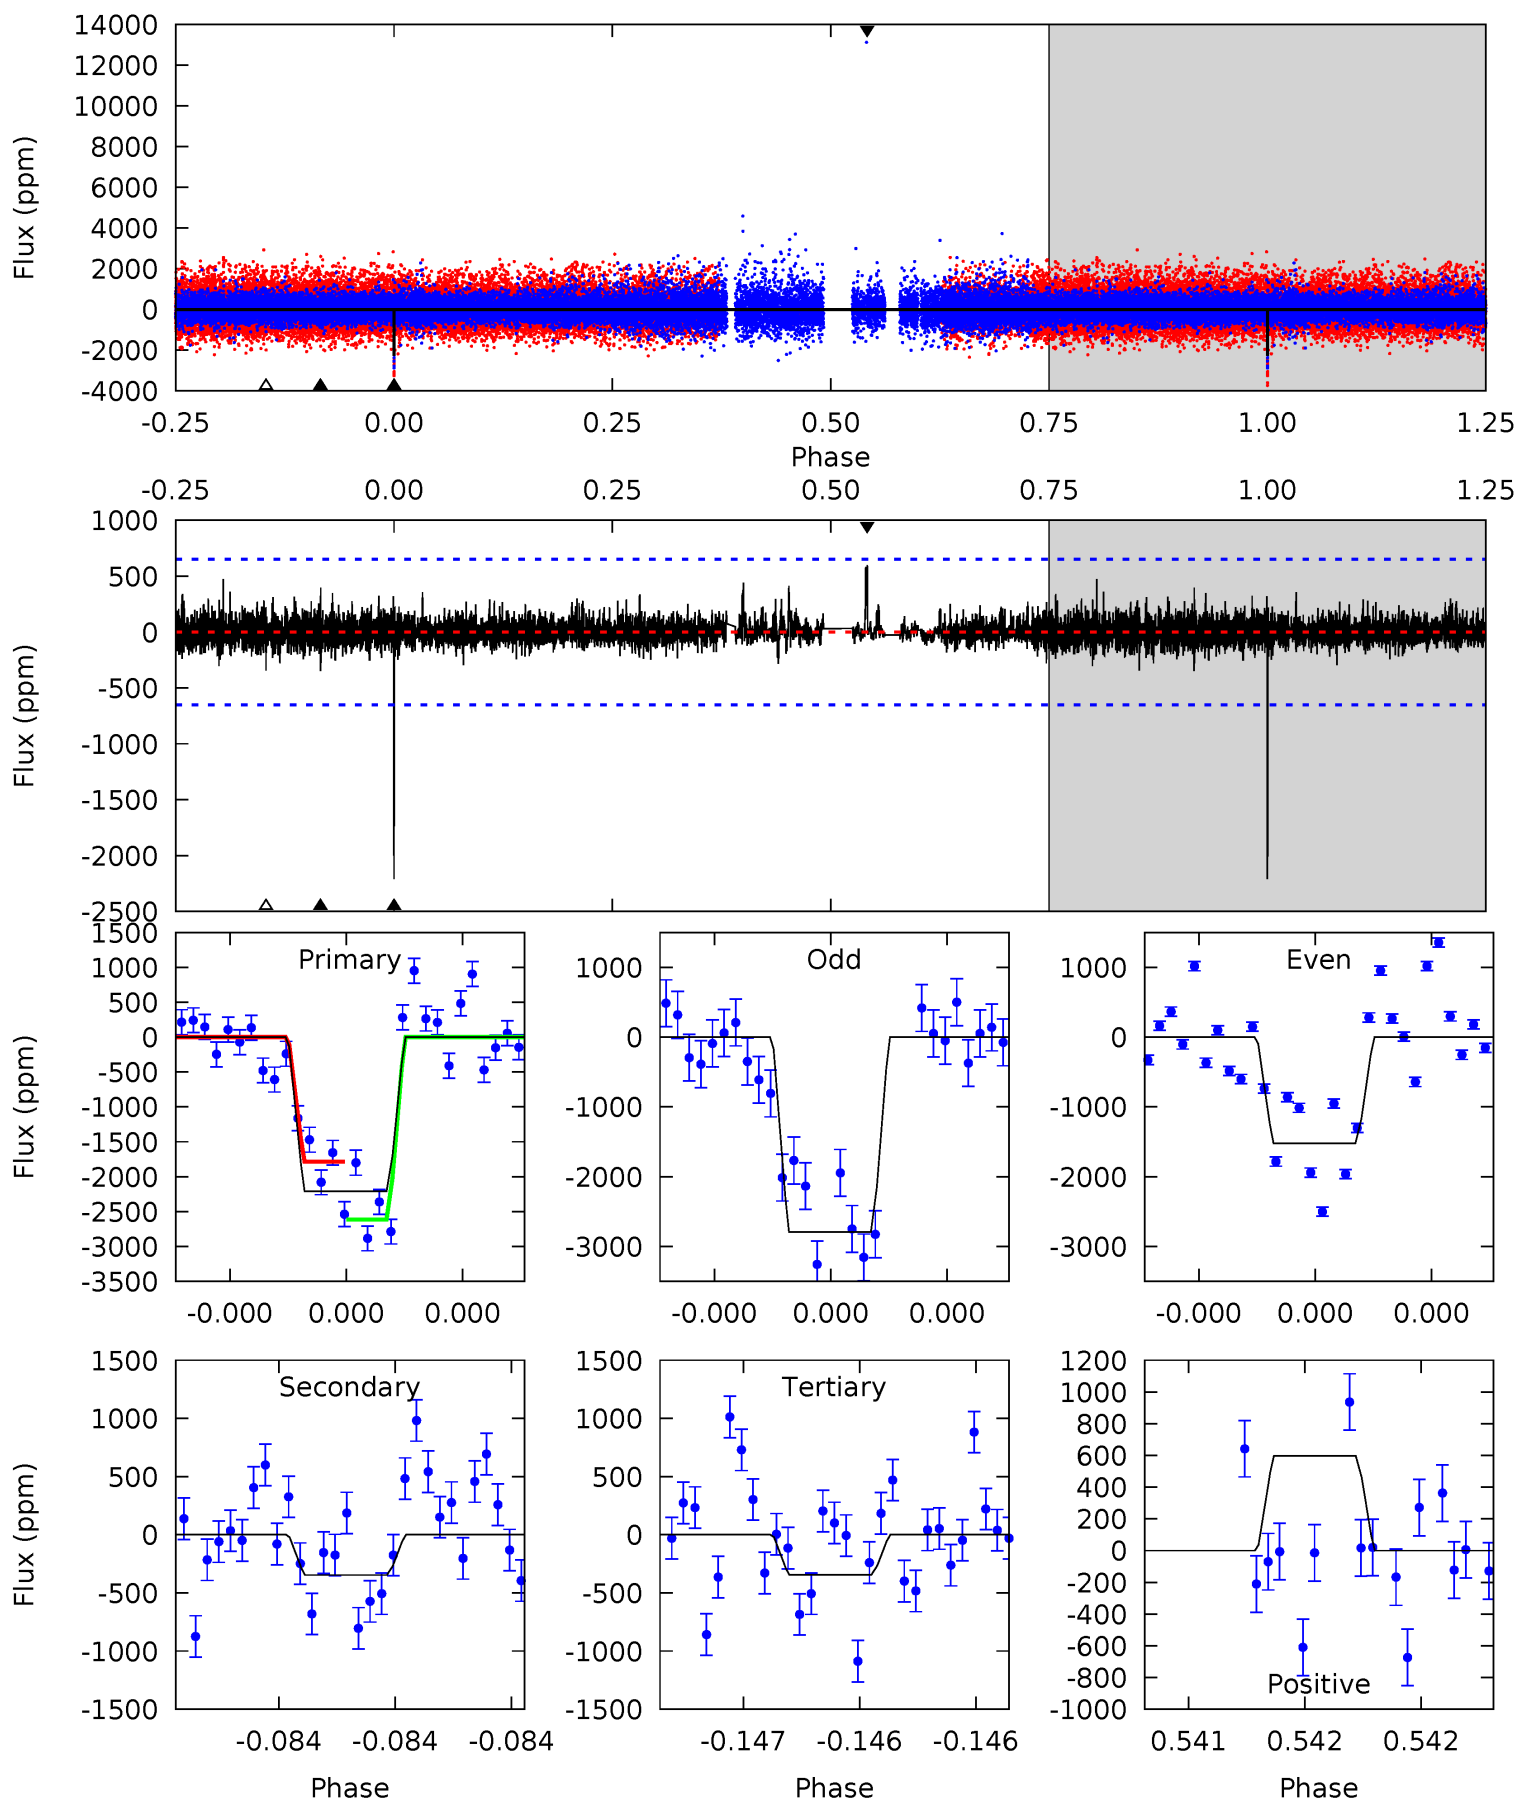 14000
12000
10000
8000
6000
4000
2000
0
-2000
-4000
Flux (ppm)
-0.25 0.00 0.25 0.50 0.75 1.00 1.25
Phase
-0.25 0.00 0.25 0.50 0.75 1.00 1.25
1000
500
0
-500
-1000
-1500
-2000
-2500
Flux (ppm)
Primary
1500
1000
500
0
-500
-1000
-1500
-2000
-2500
-3000
-3500
Flux (ppm)
-0.000 0.000 0.000
Odd
1000
0
-1000
-2000
-3000
-0.000 0.000 0.000
Even
1000
0
-1000
-2000
-3000
-0.000 0.000 0.000
Secondary
1500
1000
500
0
-500
-1000
-1500
Flux (ppm)
-0.084 -0.084 -0.084
Phase
Tertiary
1500
1000
500
0
-500
-1000
-1500
-0.147 -0.146 -0.146
Phase
1200
1000
800
600
400
200
0
-200
-400
-600
-800
-1000
Positive
0.541 0.542 0.542
Phase